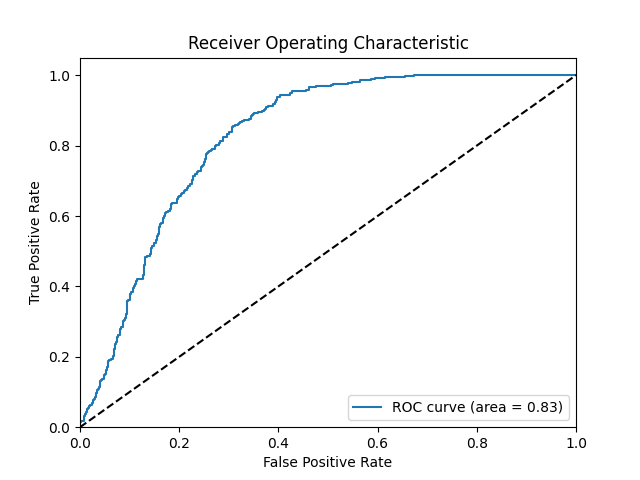 Receiver Operating Characteristic
1.0
0.8
0.6
0.4
0.2
0.0
True Positive Rate
ROC curve (area = 0.83)
0.0 0.2 0.4 0.6 0.8 1.0
False Positive Rate